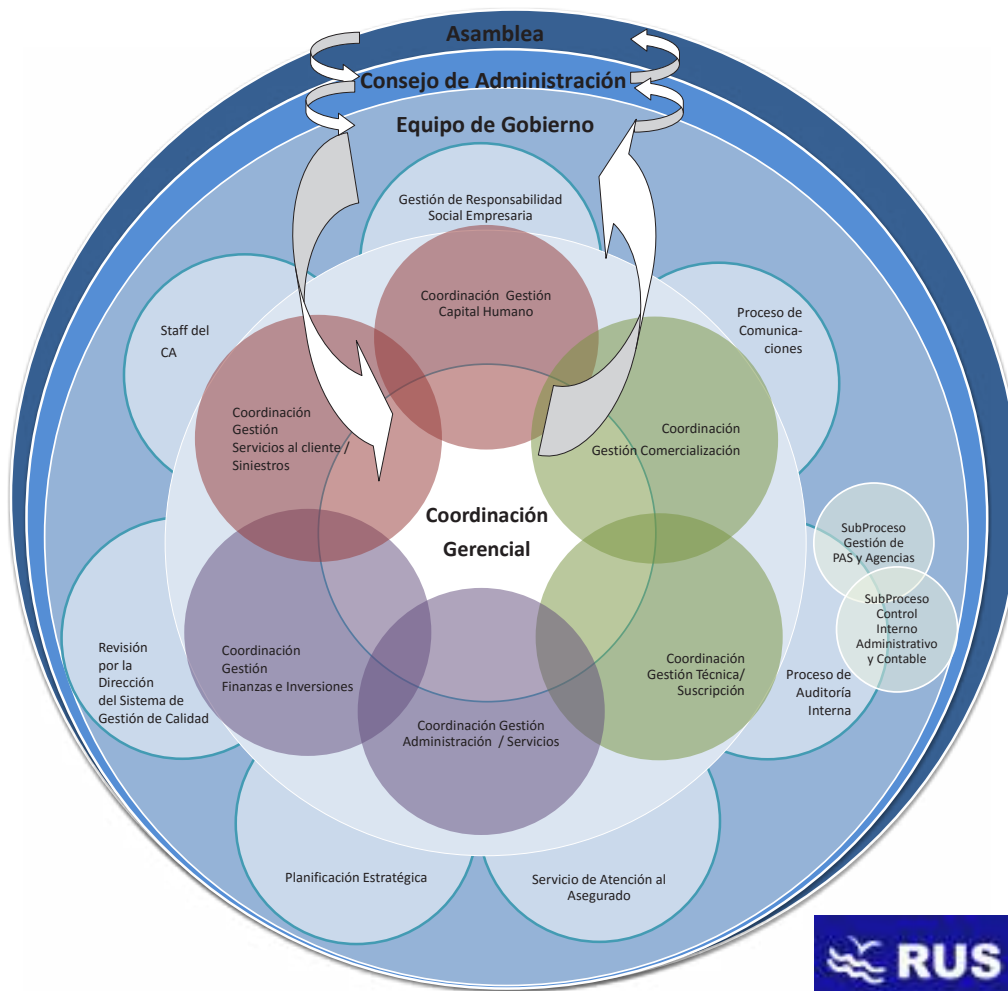 Asamblea
Consejo de Administración
Equipo de Gobierno
Gestión de Responsabilidad
Social Empresaria
Coordinación Gestión
Capital Humano
Staff del
CA
Proceso de
Comunica-
ciones
Coordinación
Gestión
Servicios al cliente /
Siniestros
Coordinación
Gestión Comercialización
Coordinación
Gerencial
SubProceso
Gestión de
PAS y Agencias
SubProceso
Control
Interno
Administrativo
y Contable
Revisión
por la
Dirección
del Sistema de
Gestión de Calidad
Coordinación
Gestión
Finanzas e Inversiones
Coordinación
Gestión Técnica/
Suscripción
Proceso de
Auditoría
Interna
Coordinación Gestión
Administración / Servicios
Planificación Estratégica
Servicio de Atención al
Asegurado
RUS